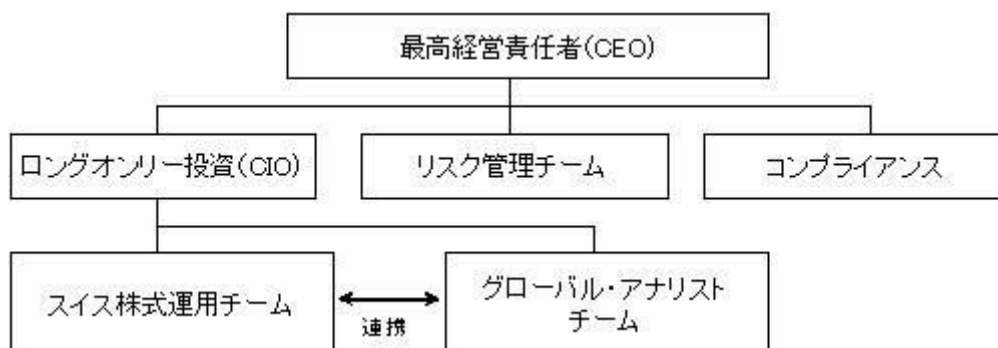 最高経営責任者(CEO)
ロングオンリー投資(CIO)
リスク管理チーム
コンプライアンス
スイス株式運用チーム
連携
グローバル・アナリスト
チーム